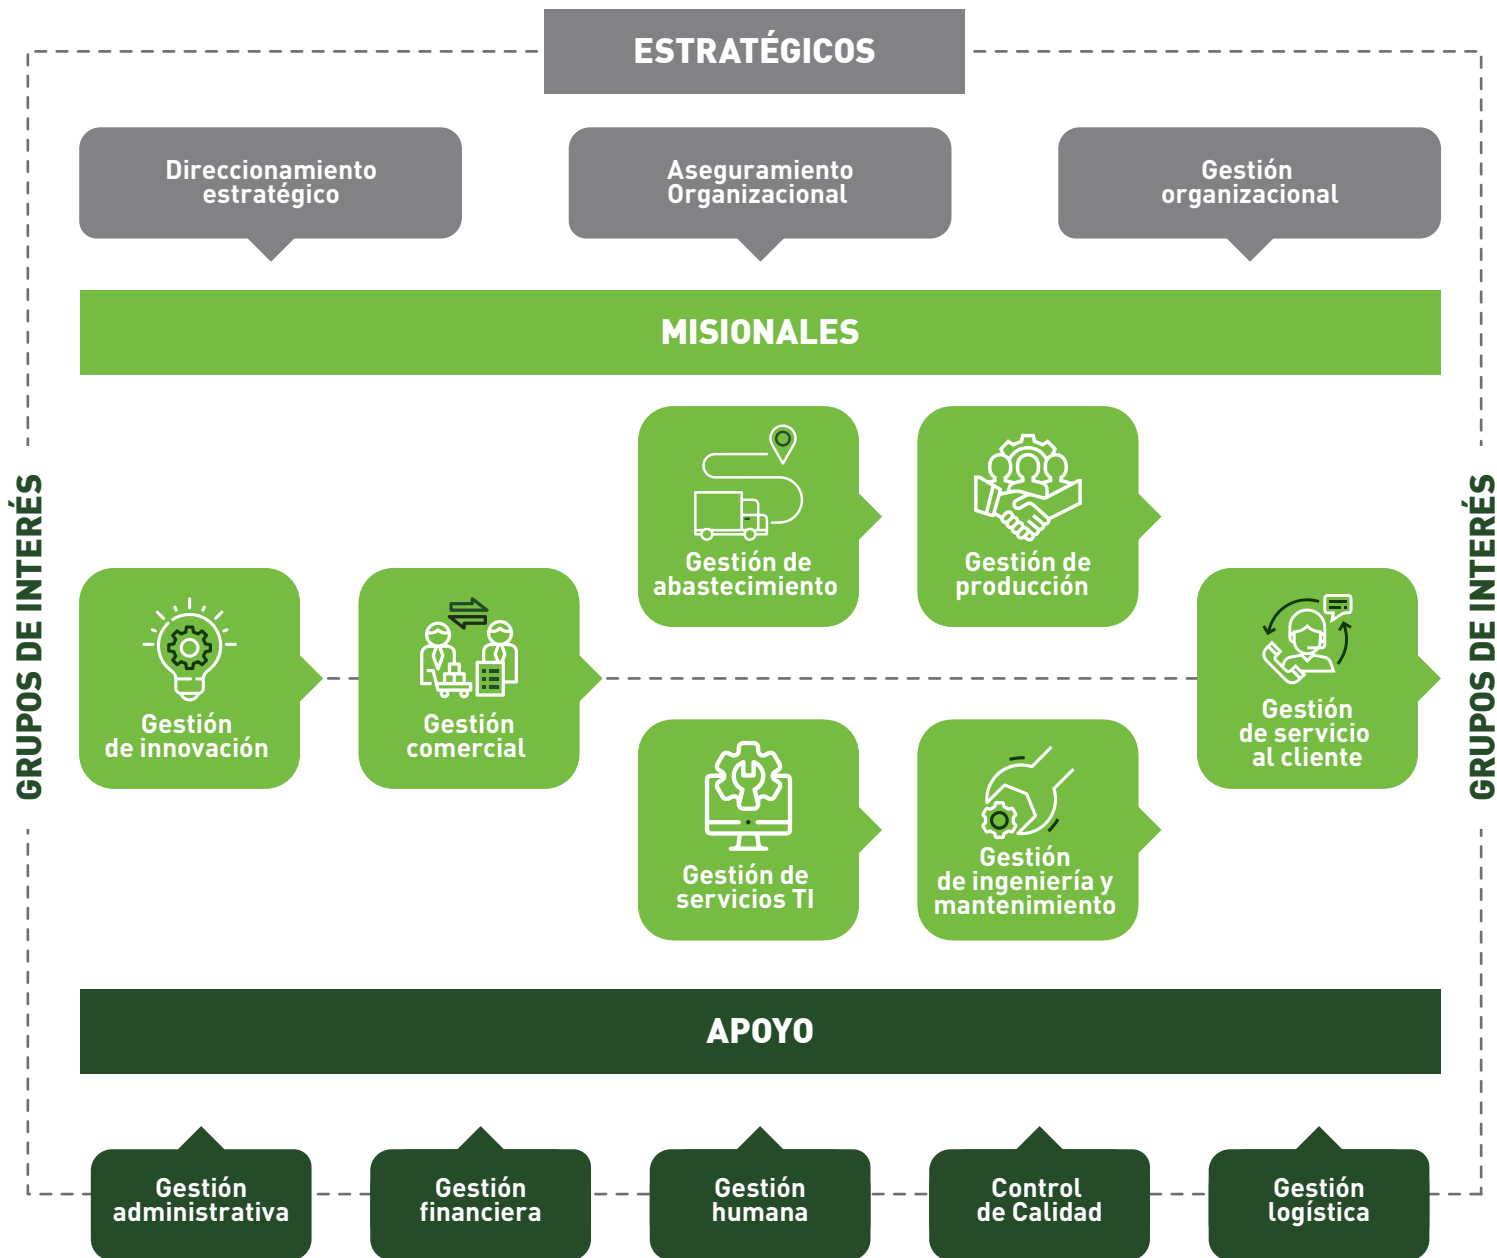 ESTRATÉGICOS
Direccionamiento
estratégico
Aseguramiento
Organizacional
Gestión
organizacional
MISIONALES
GRUPOS DE INTERÉS
Gestión
de innovación
Gestión
comercial
Gestión de
abastecimiento
Gestión de
producción
Gestión de
servicios TI
Gestión
de ingeniería y
mantenimiento
Gestión
de servicio
al cliente
GRUPOS DE INTERÉS
APOYO
Gestión
administrativa
Gestión
financiera
Gestión
humana
Control
de Calidad
Gestión
logística